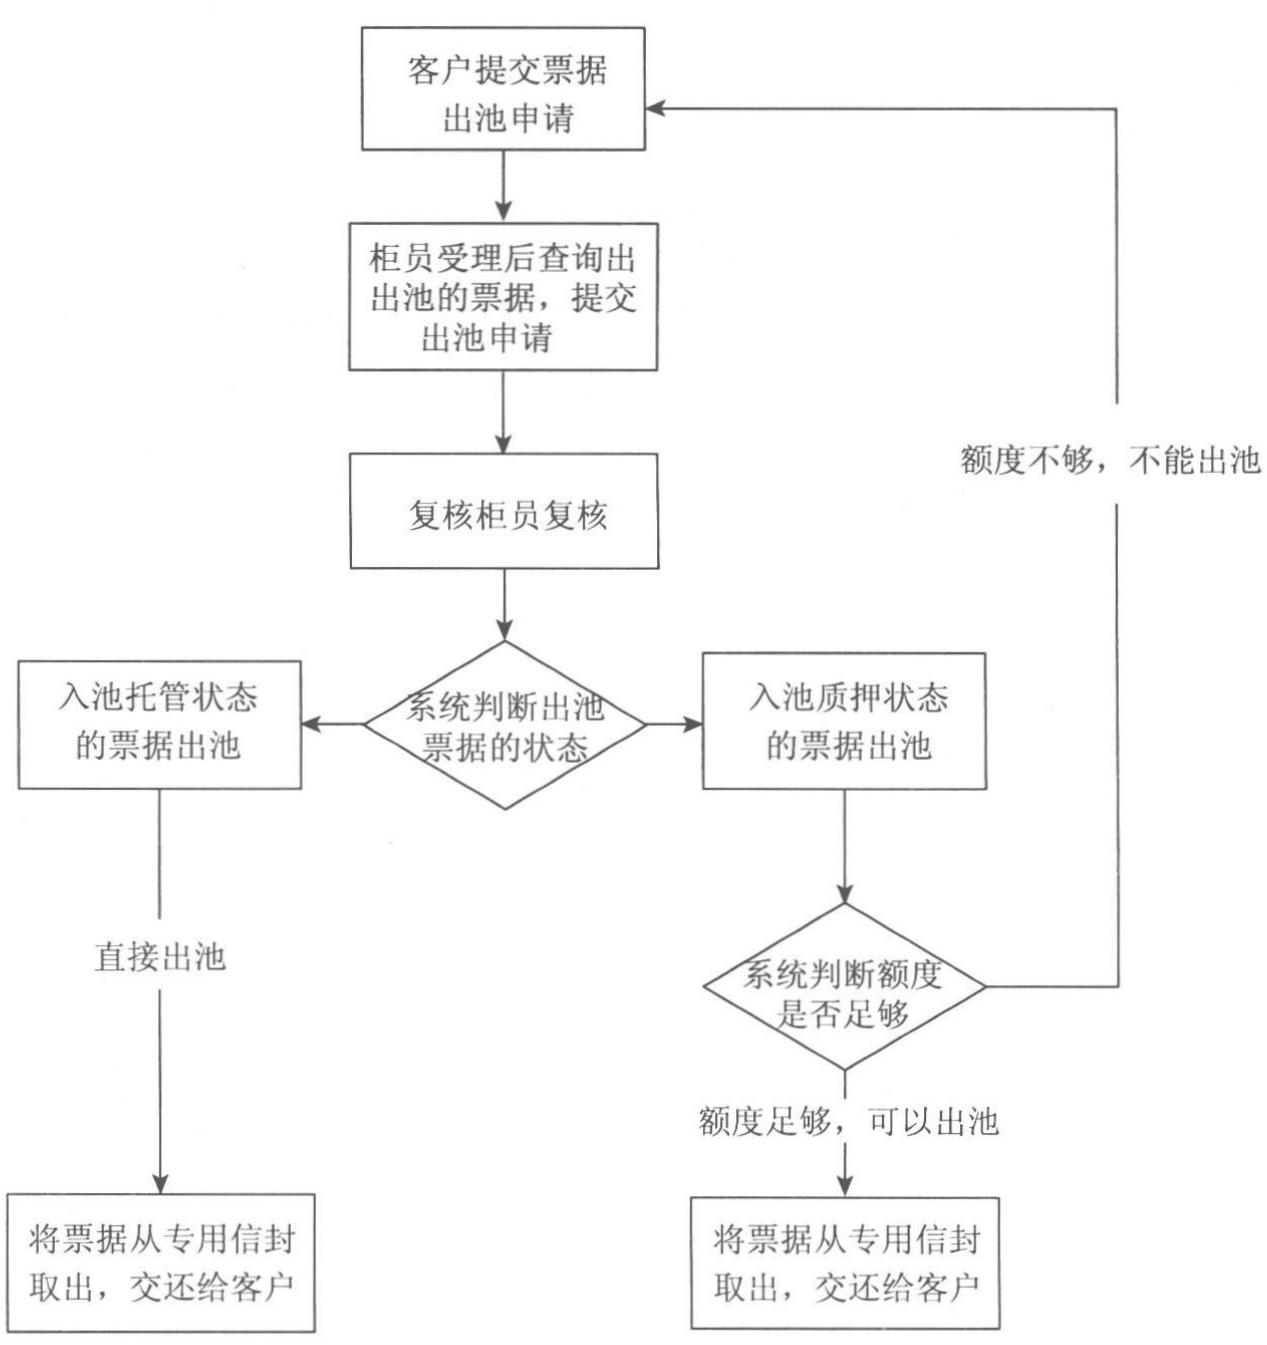 客户提交票据
出池申请
柜员受理后查询出
出池的票据，提交
出池申请
额度不够，不能出池
复核柜员复核
入池托管状态
的票据出池
系统判断出池
票据的状态
入池质押状态
的票据出池
直接出池
系统判断额度
是否足够
额度足够，可以出池
将票据从专用信封
取出，交还给客户
将票据从专用信封
取出，交还给客户